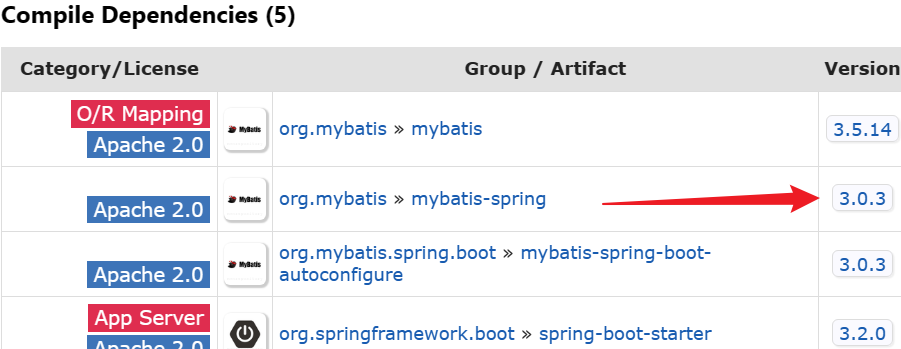 Compile Dependencies (5)
Category/License Group / Artifact Version
O/R Mapping
Apache 2.0
MyBatis
org.mybatis » mybatis
3.5.14
Apache 2.0
MyBatis
org.mybatis » mybatis-spring
3.0.3
Apache 2.0
MyBatis
org.mybatis.spring.boot » mybatis-spring-boot-
autoconfigure
3.0.3
App Server
Apache 2.0
org.springframework.boot » spring-boot-starter
3.2.0